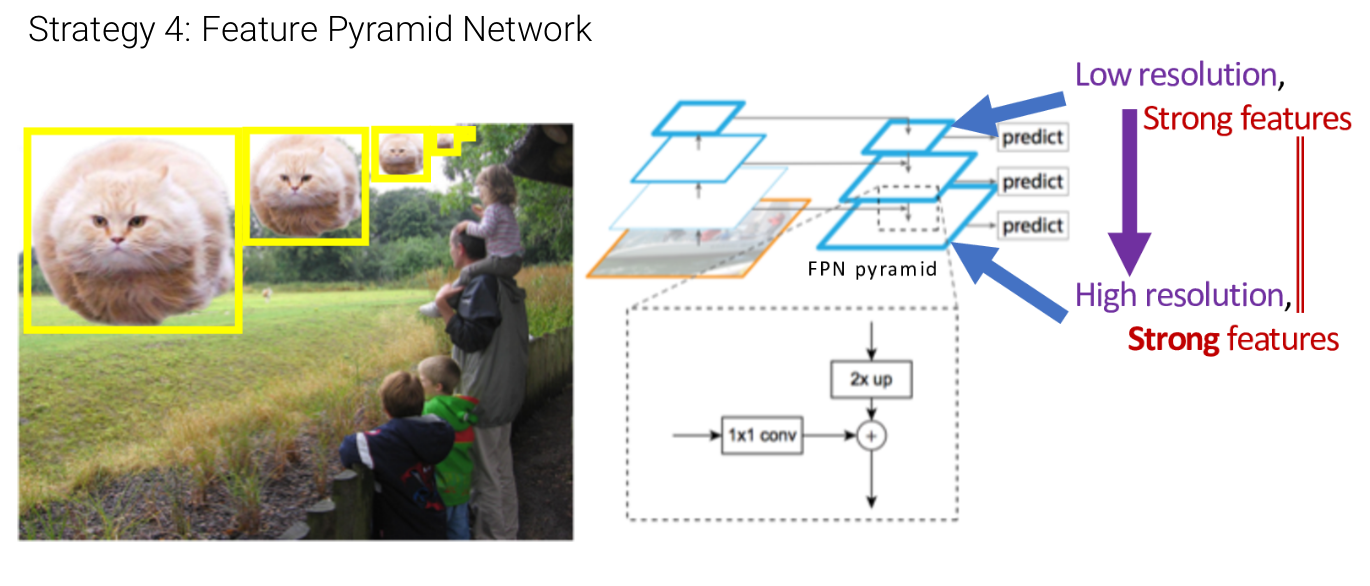 Strategy 4: Feature Pyramid Network
Low resolution,
Strong features
predict
predict
predict
FPN pyramid
High resolution,
Strong features
2x up
1x1 conv
+